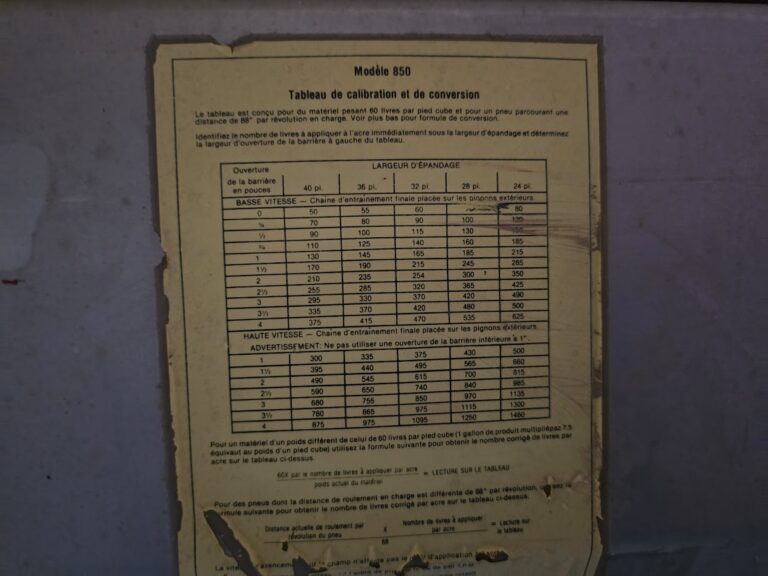 Modèle 850
Tableau de calibration et de conversion
Le tableau est conçu pour du matériel pesant 60 livres par pied cube et pour un pneu parcourant une
distance de 88" par révolution en charge. Voir plus bas pour formule de conversion.
Identifiez le nombre de livres à appliquer à l'acre immédiatement sous la largeur d'épandage et déterminez
la largeur d'ouverture de la barrière à gauche du tableau.
Ouverture de la barrière en pouces LARGEUR D'ÉPANDAGE
40 pi. 36 pi. 32 pi. 28 pi. 24 pi.
BASSE VITESSE — Chaîne d'entrainement finale placée sur les pignons extérieurs.
0 50 55 60 80
70 80 90 100
½ 90 100 115 130
¾ 110 125 140 160 185
1 130 145 165 185 215
1½ 170 190 215 245 285
2 210 235 254 300 350
2½ 255 285 320 365 425
3 295 330 370 420 490
3½ 335 370 420 480 500
4 375 415 470 535 625
HAUTE VITESSE — Chaîne d'entrainement finale placée sur les pignons extérieurs.
ADVERTISSEMENT: Ne pas utiliser une ouverture de la barrière inférieure à 1".
1 300 335 375 430 500
1½ 395 440 495 565 660
2 490 545 615 700 815
2½ 590 650 740 840 985
3 680 755 850 970 1135
3½ 780 865 975 1115 1300
4 875 975 1095 1250 1460
Pour un matériel d'un poids différent de celui de 60 livres par pied cube (1 gallon de produit multiplié par 7.5
équivaut au poids d'un pied cube) utilisez la formule suivante pour obtenir le nombre corrigé de livres par
acre sur le tableau ci-dessus.
60X par le nombre de livres à appliquer par acre = LECTURE SUR LE TABLEAU
poids actuel du matériel
Pour des pneus dont la distance de roulement en charge est différente de 88" par révolution, utilisez la
formule suivante pour obtenir le nombre corrigé par acre sur le tableau ci-dessus:
Distance actuelle de roulement par X Nombre de livres à appliquer = Lecture sur
révolution du pneu par acre le tableau
88
La champ n'affecte pas d'application